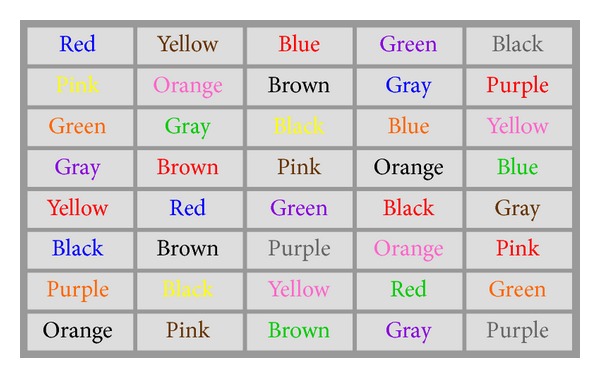 Red Yellow Blue Green Black
Pink Orange Brown Gray Purple
Green Gray Black Blue Yellow
Gray Brown Pink Orange Blue
Yellow Red Green Black Gray
Black Brown Purple Orange Pink
Purple Black Yellow Red Green
Orange Pink Brown Gray Purple